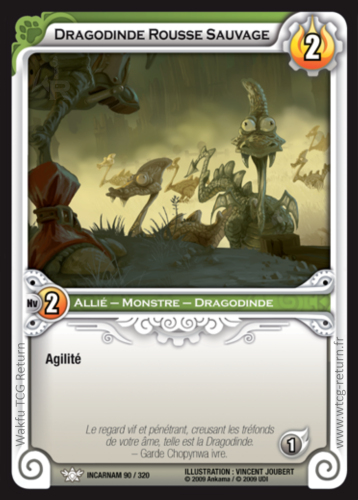 Dragodinde Rousse Sauvage
2
Nv 2
Allié – Monstre – Dragodinde
Agilité
Le regard vif et pénétrant, creusant les tréfonds
de votre âme, telle est la Dragodinde.
– Garde Chopynwa ivre.
1
INCARNAM 90 / 320
ILLUSTRATION : VINCENT JOUBERT
© 2009 Ankama / © 2009 UDI
Wakfu TCG Return
www.wtcg-return.fr